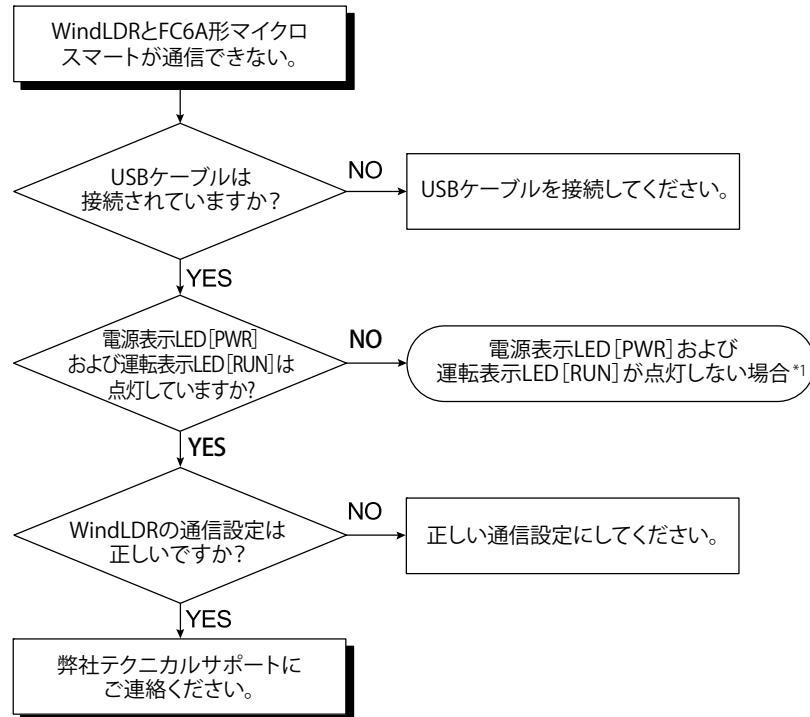 WindLDRとFC6A形マイクロ
スマートが通信できない。
USBケーブルは
接続されていますか？
NO
USBケーブルを接続してください。
YES
電源表示LED［PWR］
および運転表示LED［RUN］は
点灯していますか?
NO
電源表示LED［PWR］および
運転表示LED［RUN］が点灯しない場合*1
YES
WindLDRの通信設定は
正しいですか？
NO
正しい通信設定にしてください。
YES
弊社テクニカルサポートに
ご連絡ください。